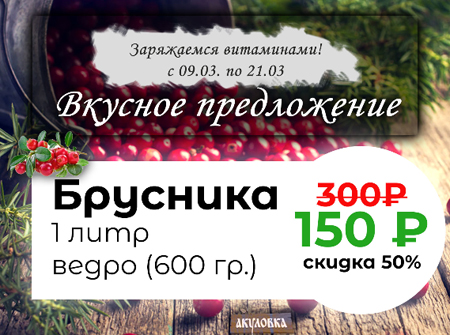 Заряжаемся витаминами!
с 09.03. по 21.03
Вкусное предложение
Брусника
1 литр
ведро (600 гр.)
300₽
150 ₽
скидка 50%
АКУЛОВКА